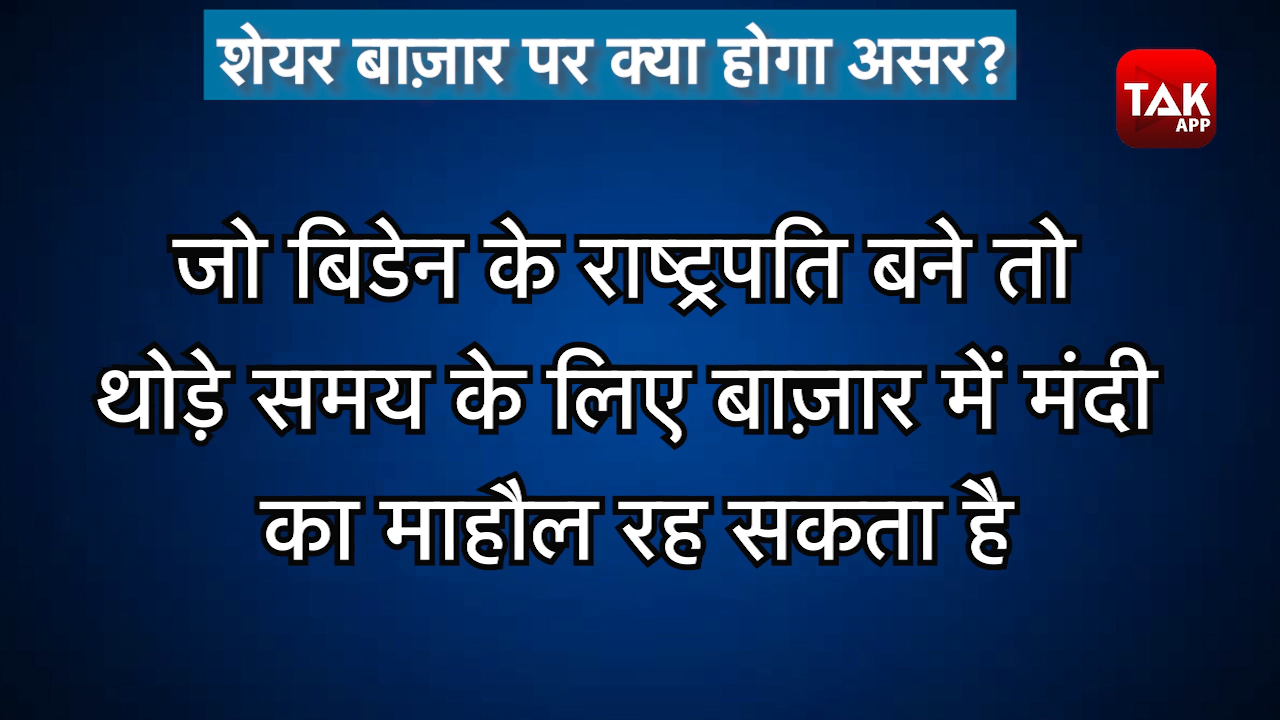 शेयर बाज़ार पर क्या होगा असर?
TAK
APP
जो बिडेन के राष्ट्रपति बने तो
थोड़े समय के लिए बाज़ार में मंदी
का माहौल रह सकता है